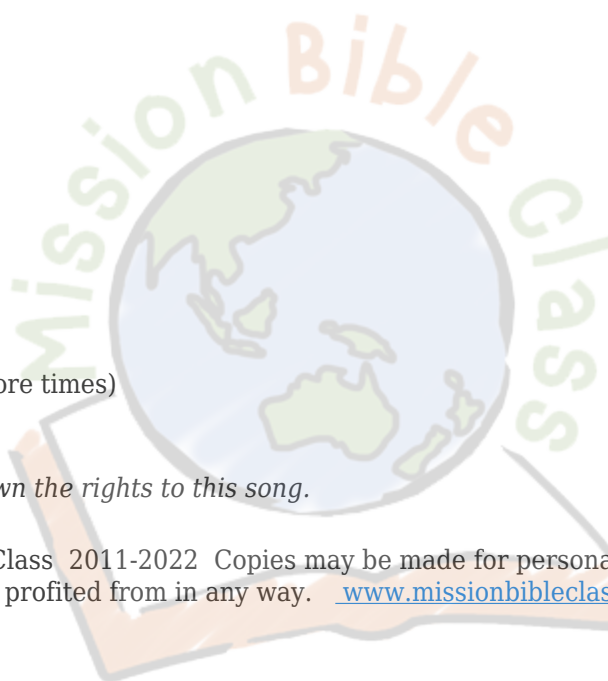 Mission Bible Class
ore times)
wn the rights to this song.
Class 2011-2022 Copies may be made for persona
profited from in any way. www.missionbibleclas